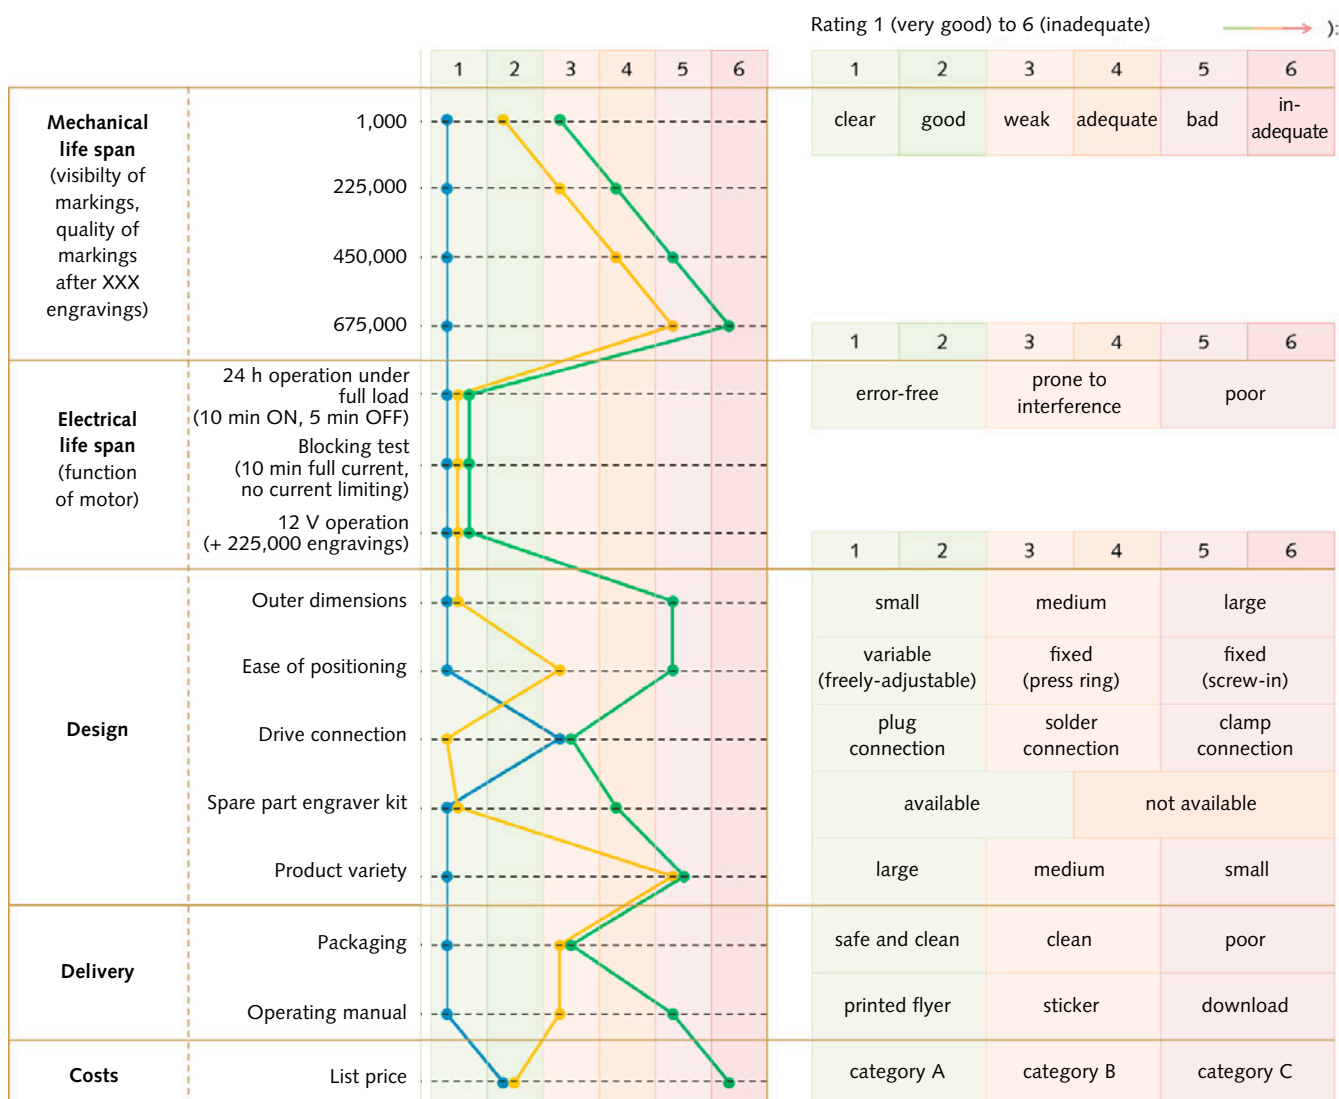 Rating 1 (very good) to 6 (inadequate)
):
1 2 3 4 5 6
1 2 3 4 5 6
Mechanical
life span
(visibilty of
markings,
quality of
markings
after XXX
engravings)
1,000
225,000
450,000
675,000
clear good weak adequate bad in-
adequate
1 2 3 4 5 6
Electrical
life span
(function
of motor)
24 h operation under
full load
(10 min ON, 5 min OFF)
Blocking test
(10 min full current,
no current limiting)
12 V operation
(+ 225,000 engravings)
error-free
prone to
interference
poor
1 2 3 4 5 6
Design
Outer dimensions
small medium large
Ease of positioning
variable
(freely-adjustable)
fixed
(press ring)
fixed
(screw-in)
Drive connection
plug
connection
solder
connection
clamp
connection
Spare part engraver kit
available not available
Product variety
large medium small
Delivery
Packaging
safe and clean clean poor
Operating manual
printed flyer sticker download
Costs
List price
category A category B category C